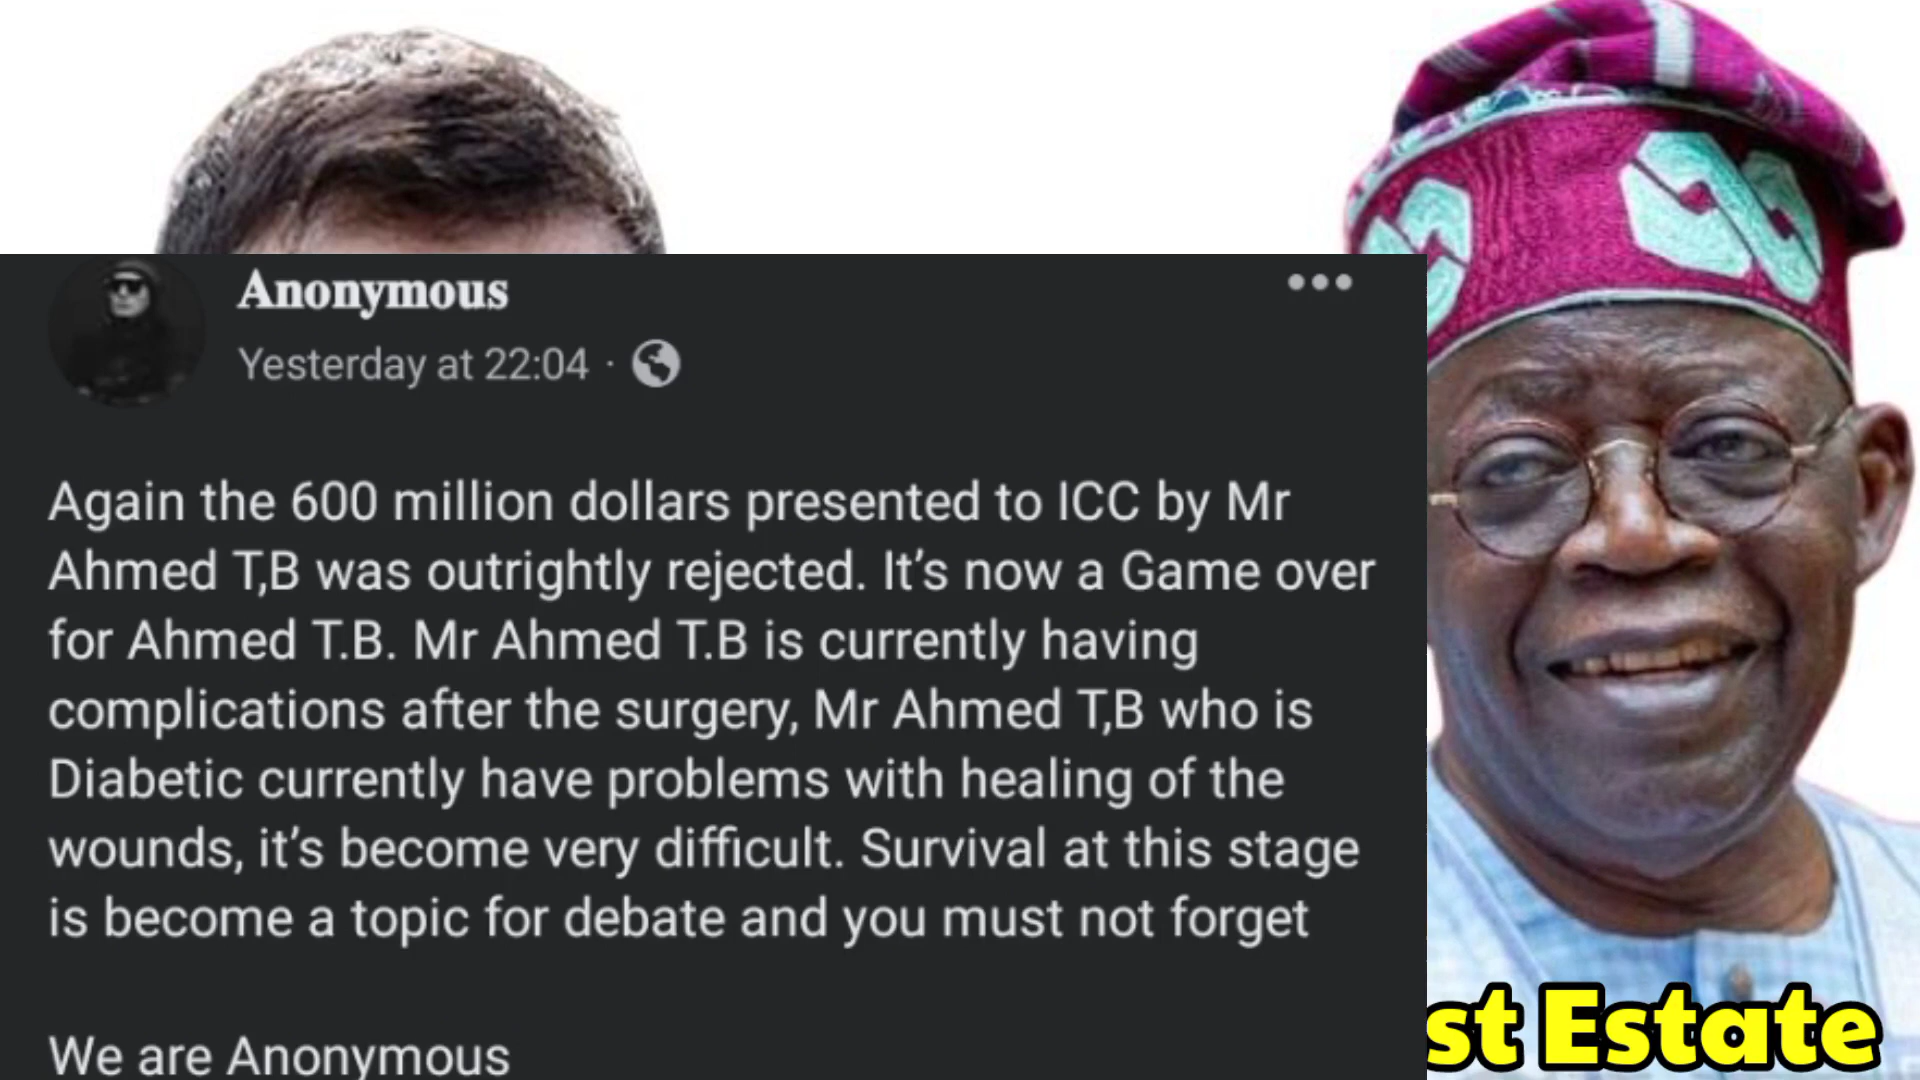 Anonymous
Yesterday at 22:04 ·
Again the 600 million dollars presented to ICC by Mr
Ahmed T,B was outrightly rejected. It's now a Game over
for Ahmed T.B. Mr Ahmed T.B is currently having
complications after the surgery, Mr Ahmed T,B who is
Diabetic currently have problems with healing of the
wounds, it's become very difficult. Survival at this stage
is become a topic for debate and you must not forget
We are Anonymous
st Estate